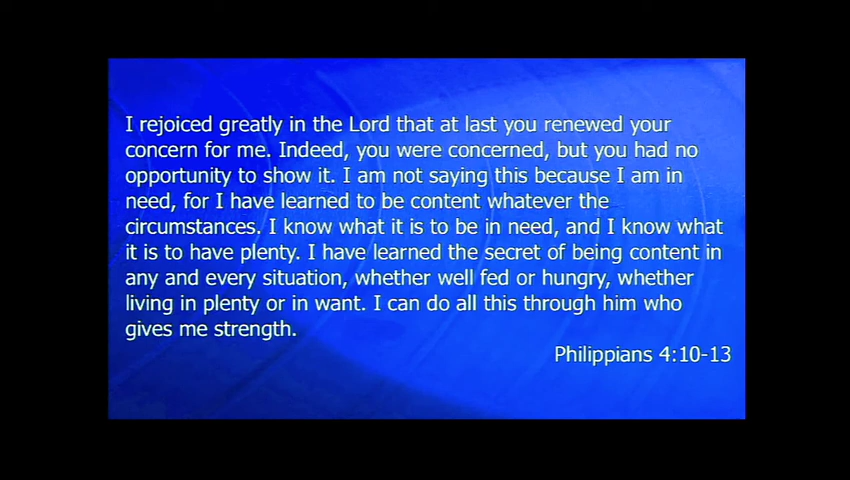 I rejoiced greatly in the Lord that at last you renewed your
concern for me. Indeed, you were concerned, but you had no
opportunity to show it. I am not saying this because I am in
need, for I have learned to be content whatever the
circumstances. I know what it is to be in need, and I know what
it is to have plenty. I have learned the secret of being content in
any and every situation, whether well fed or hungry, whether
living in plenty or in want. I can do all this through him who
gives me strength.
Philippians 4:10-13